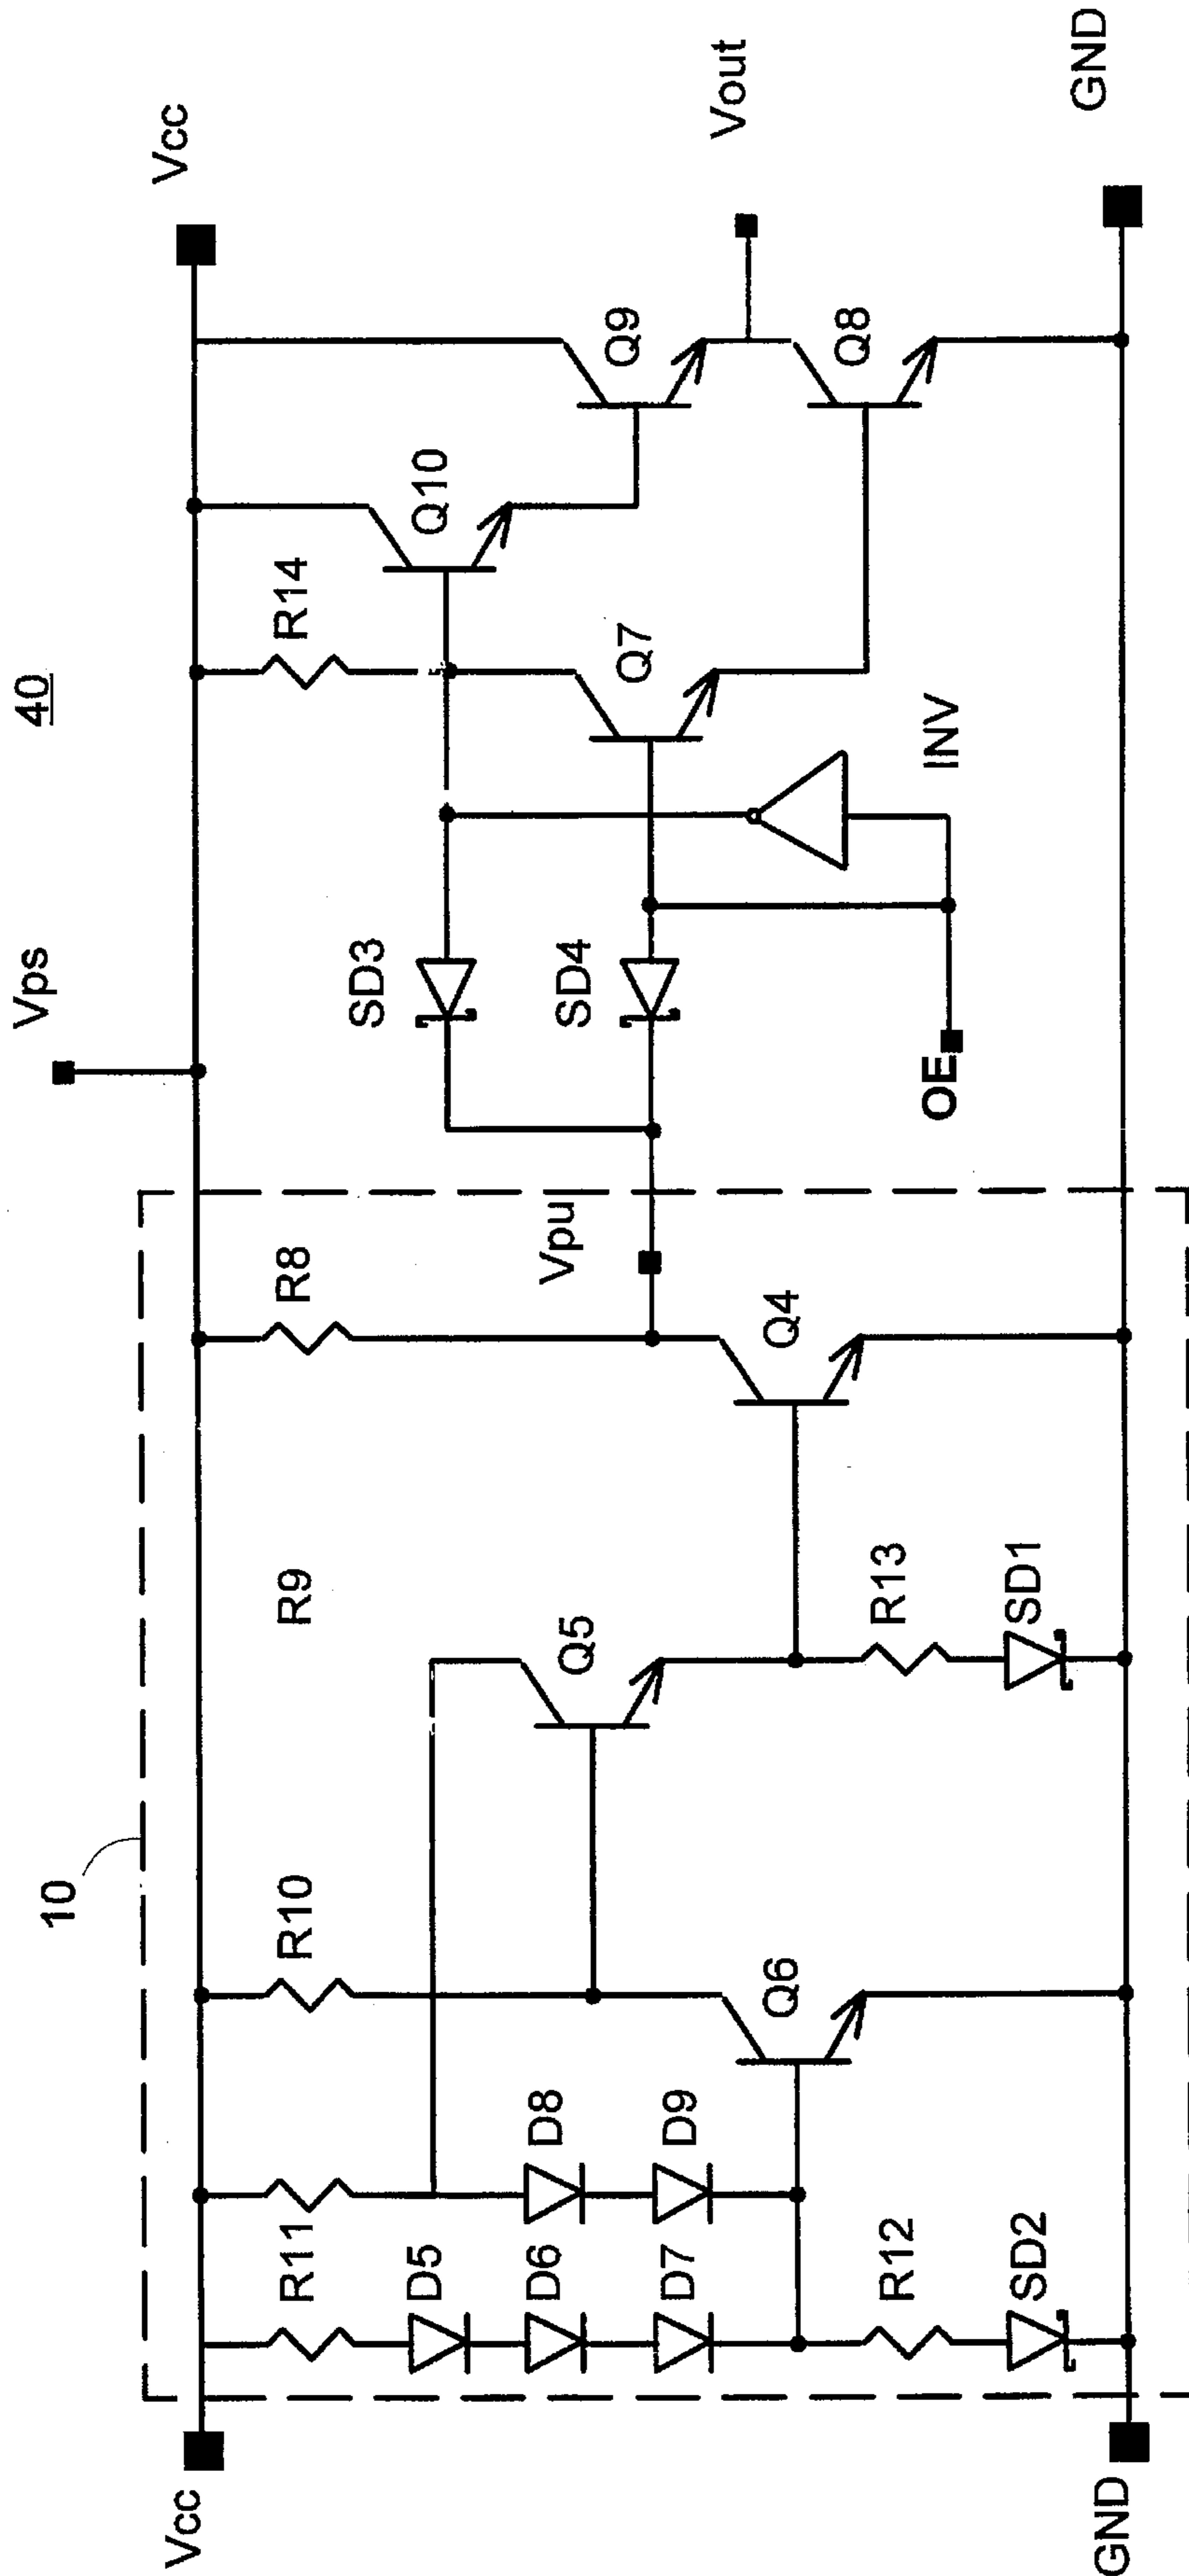 40
Vcc
Vps
Vcc
10
R11
R10
R9
R8
R14
D5
D6
D7
D8
D9
Q6
Q5
Q4
Vpu
SD3
SD4
Q7
Q10
Q9
Q8
Vout
R12
SD2
R13
SD1
OE
INV
GND
GND